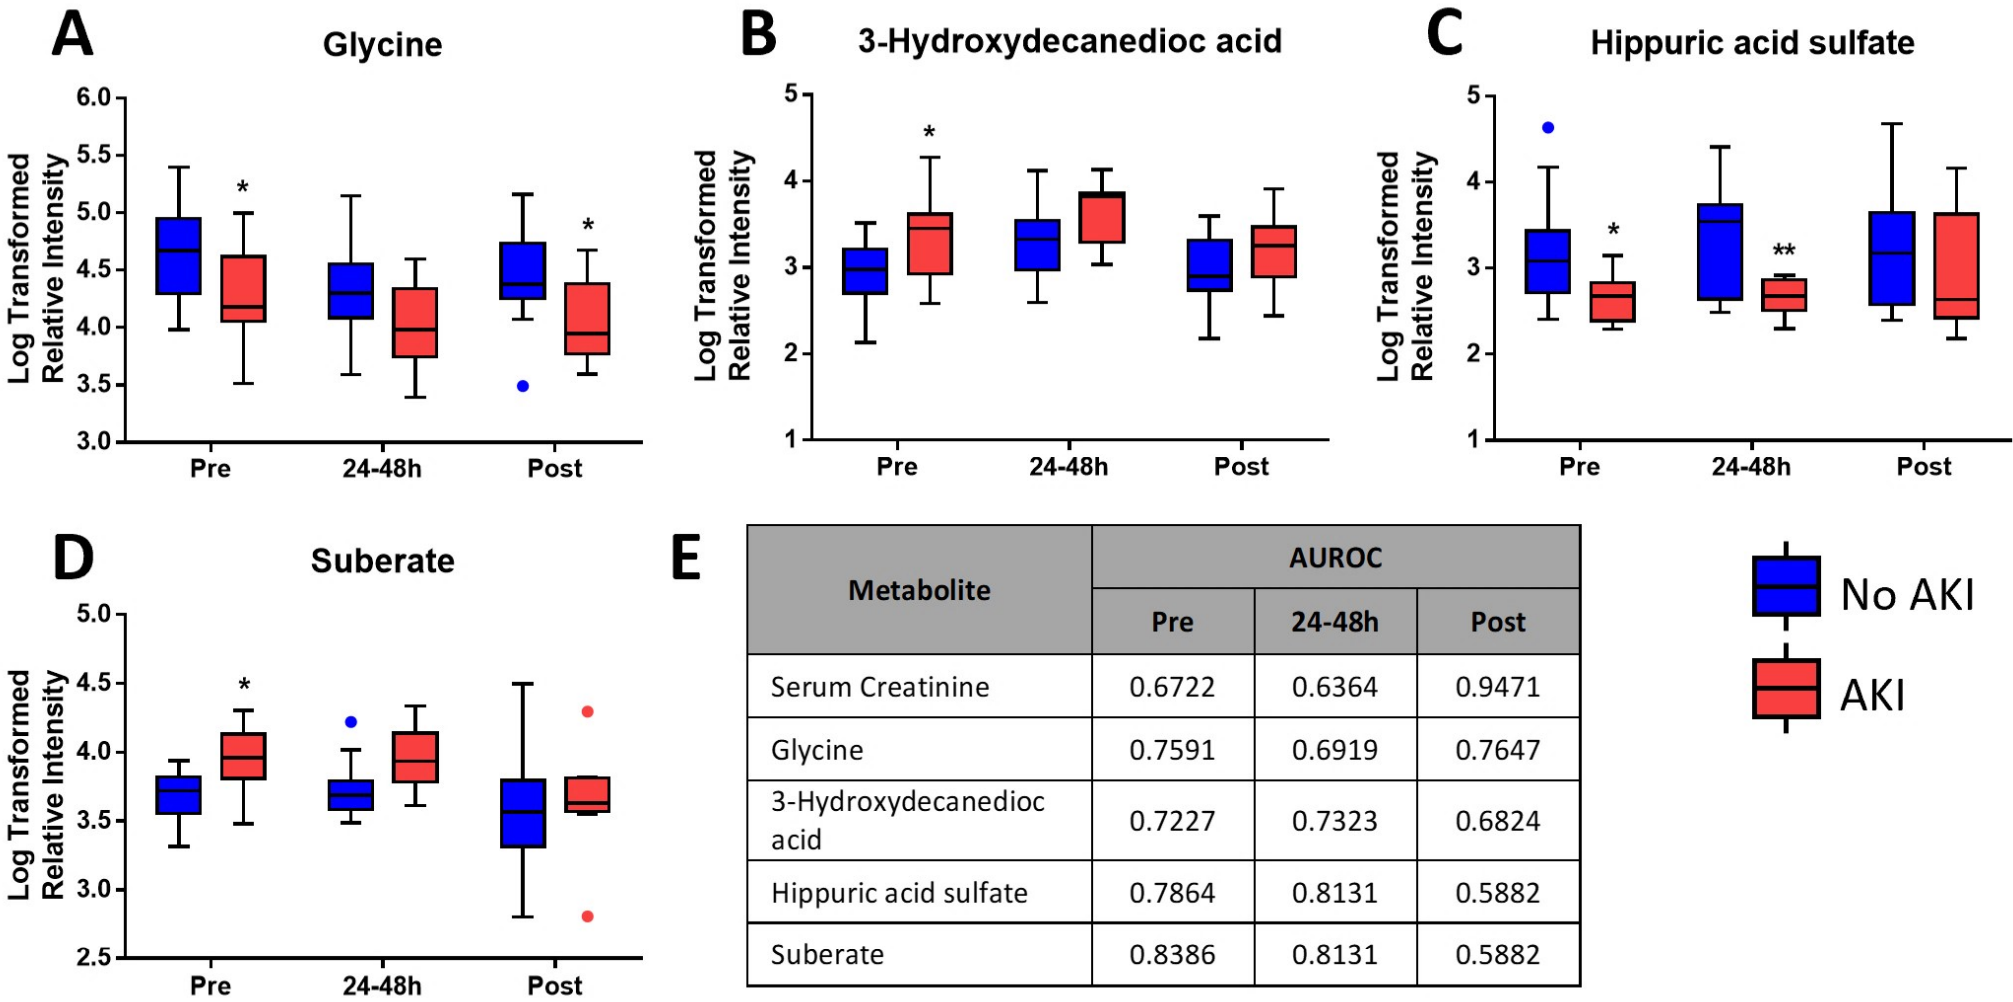 A
Glycine
Log Transformed
Relative Intensity
6.0
5.5
5.0
4.5
4.0
3.5
3.0
*
*
Pre
24-48h
Post
B
3-Hydroxydecanedioc acid
Log Transformed
Relative Intensity
5
4
3
2
1
*
Pre
24-48h
Post
C
Hippuric acid sulfate
Log Transformed
Relative Intensity
5
4
3
2
1
*
**
Pre
24-48h
Post
D
Suberate
Log Transformed
Relative Intensity
5.0
4.5
4.0
3.5
3.0
2.5
*
Pre
24-48h
Post
E
Metabolite
AUROC
Pre
24-48h
Post
Serum Creatinine
0.6722
0.6364
0.9471
Glycine
0.7591
0.6919
0.7647
3-Hydroxydecanedioc
acid
0.7227
0.7323
0.6824
Hippuric acid sulfate
0.7864
0.8131
0.5882
Suberate
0.8386
0.8131
0.5882
No AKI
AKI